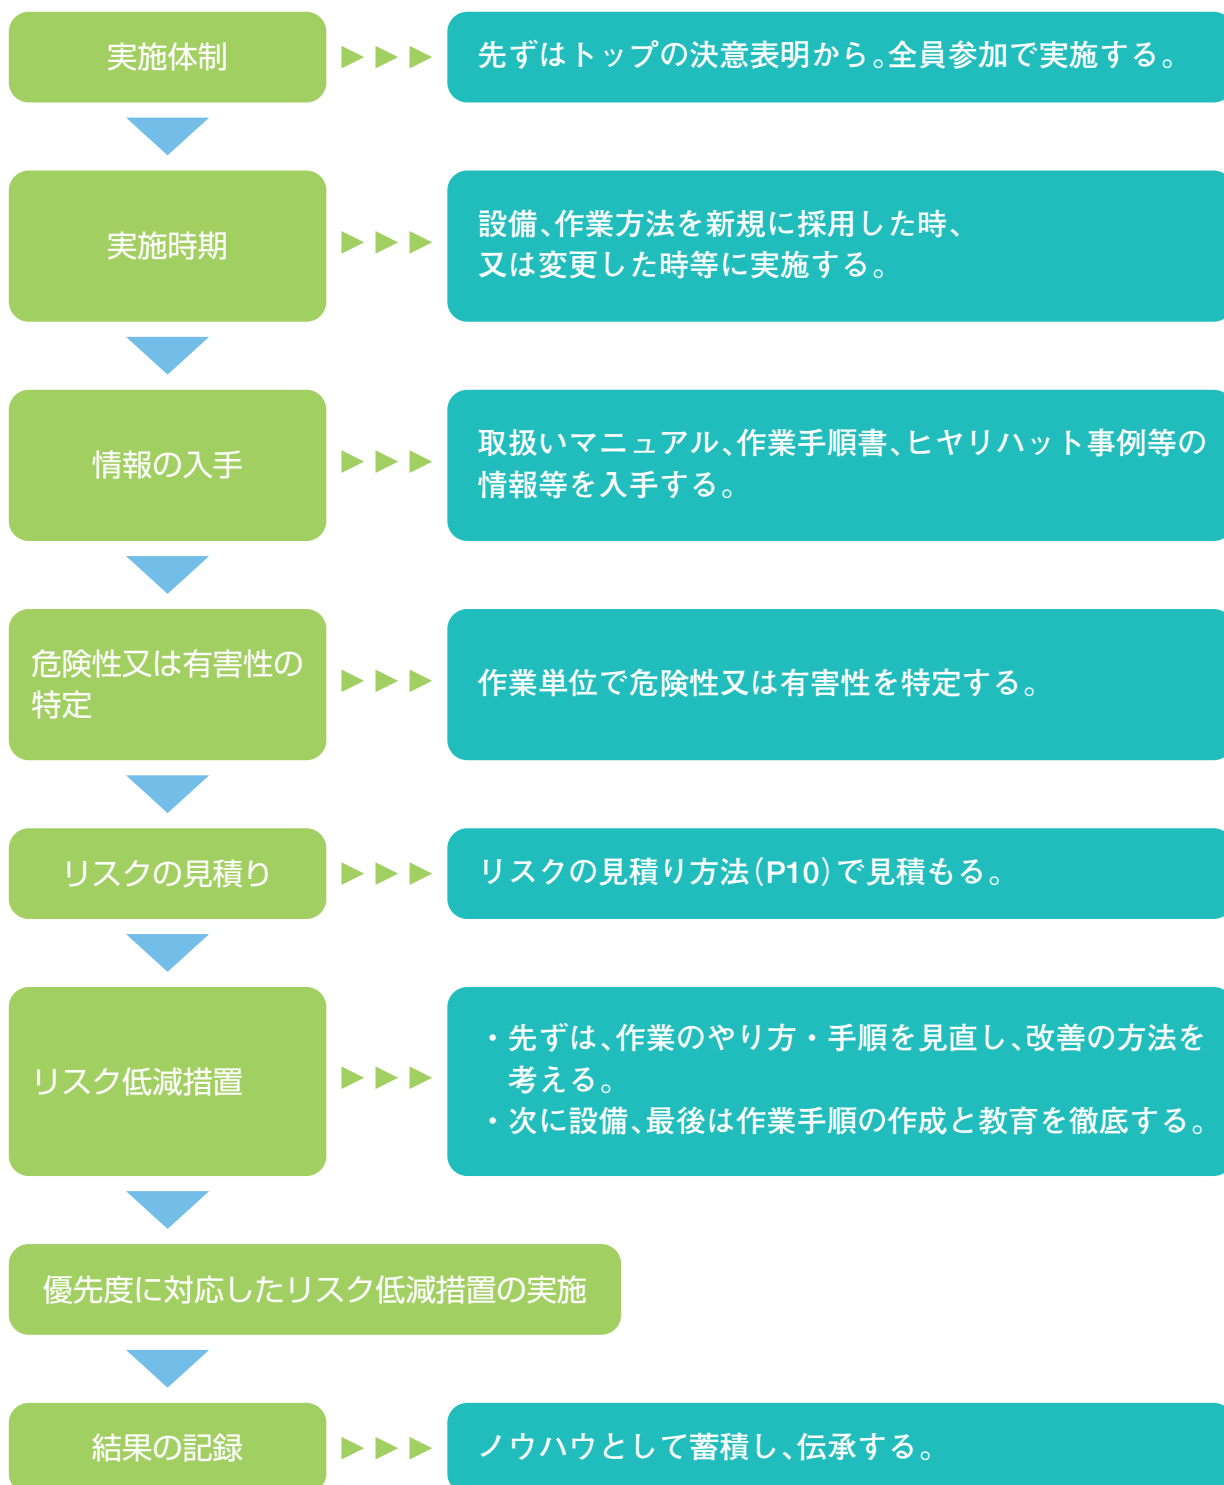 実施体制
先ずはトップの決意表明から。全員参加で実施する。
実施時期
設備、作業方法を新規に採用した時、
又は変更した時等に実施する。
情報の入手
取扱いマニュアル、作業手順書、ヒヤリハット事例等の
情報等を入手する。
危険性又は有害性の
特定
作業単位で危険性又は有害性を特定する。
リスクの見積り
リスクの見積り方法(P10)で見積もる。
リスク低減措置
・先ずは、作業のやり方・手順を見直し、改善の方法を
考える。
・次に設備、最後は作業手順の作成と教育を徹底する。
優先度に対応したリスク低減措置の実施
結果の記録
ノウハウとして蓄積し、伝承する。